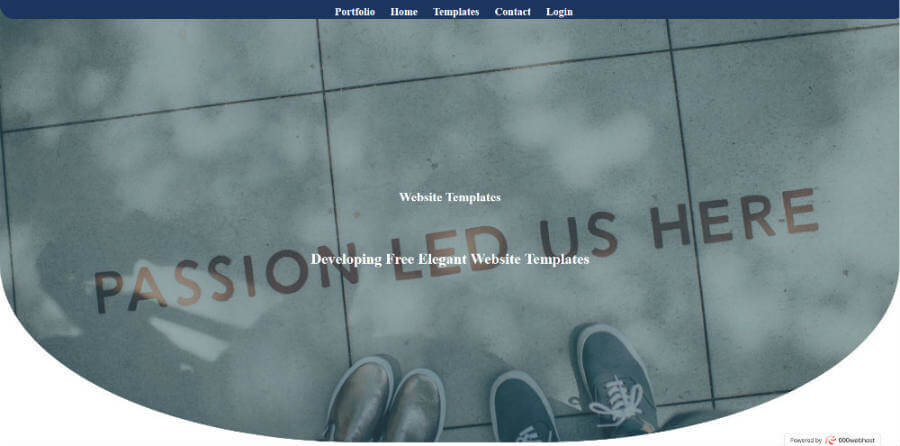 Portfolio Home Templates Contact Login
Website Templates
PASSION LED US HERE
Developing Free Elegant Website Templates
Powered by 000webhost